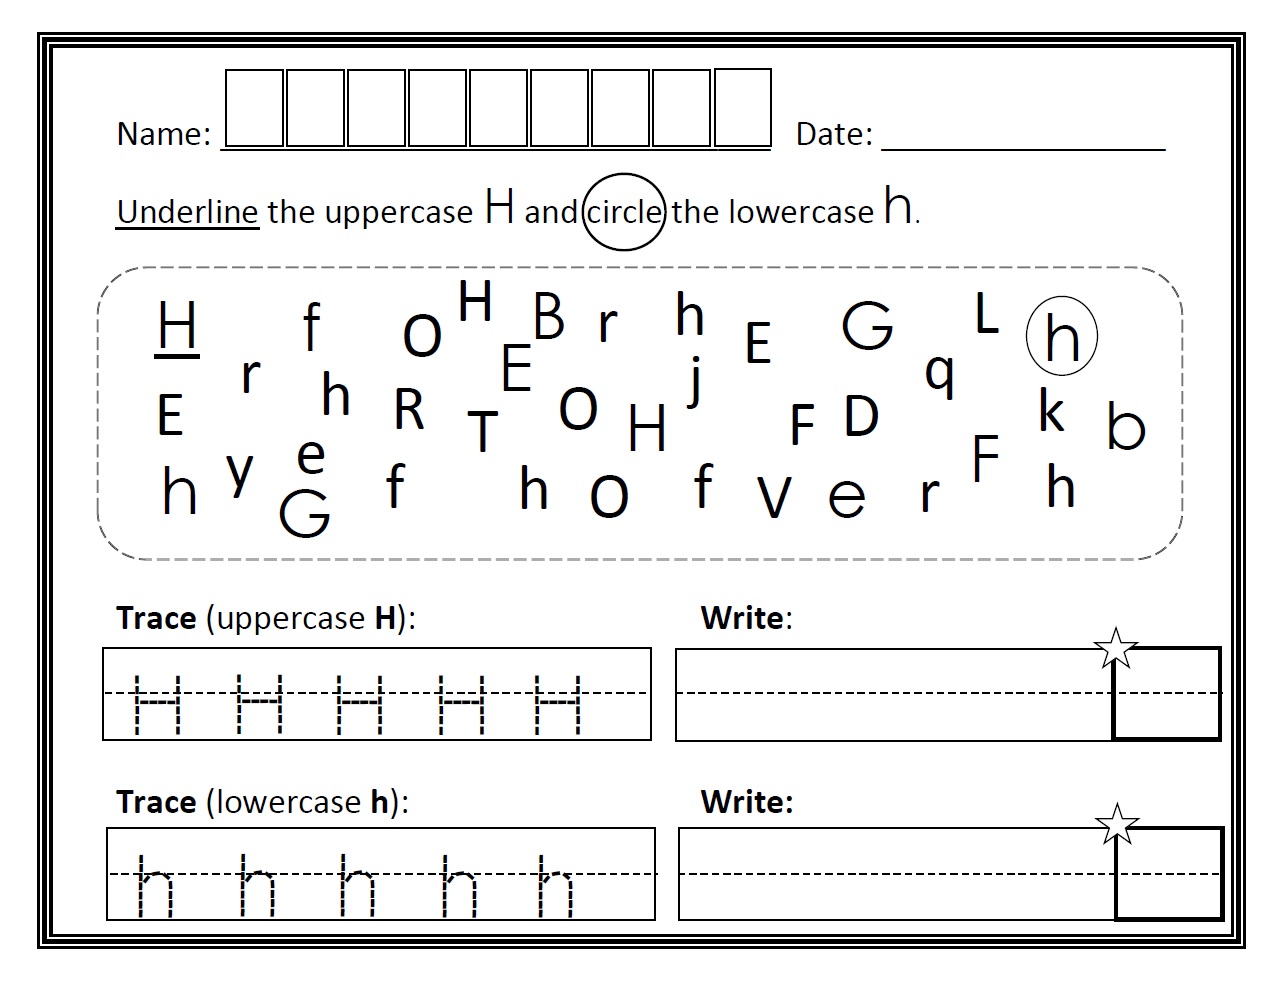 Name: Date:
Underline the uppercase H and circle the lowercase h.
H f O H B r h E G L h
r h R E O j q k b
E T H F D
h y e f h O f V e r F h
G
Trace (uppercase H): Write:
H H H H H
Trace (lowercase h): Write:
h h h h h